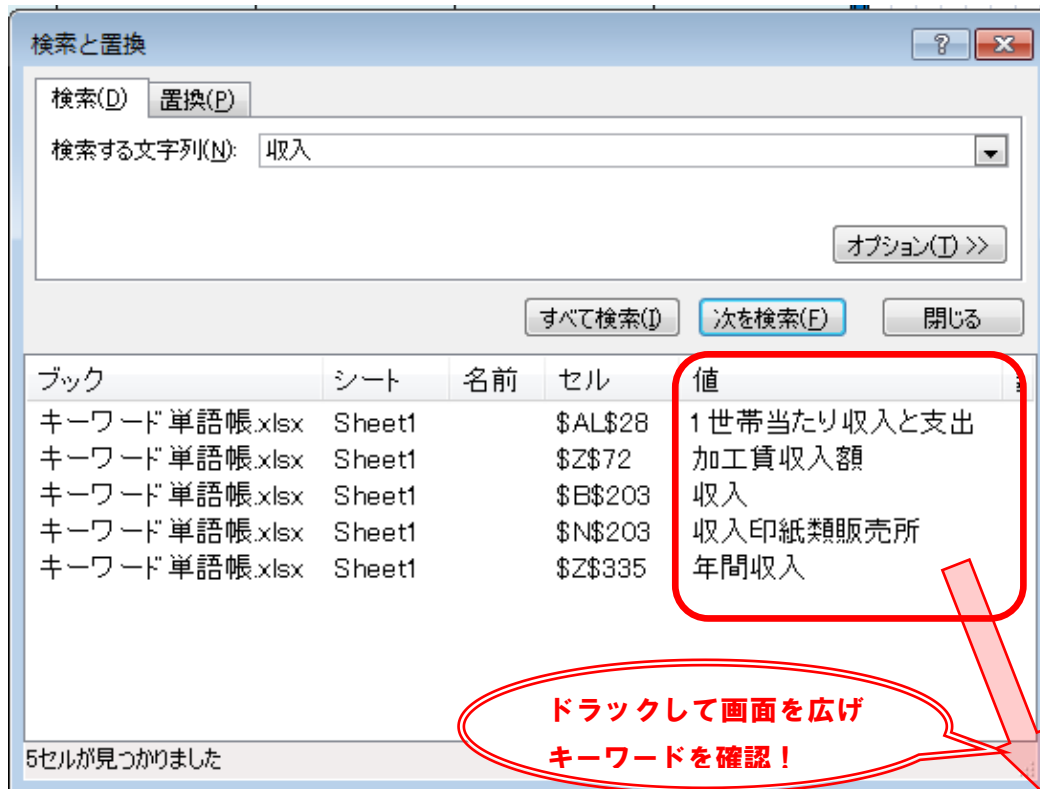 検索と置換
検索(D) 置換(P)
検索する文字列(N): 収入
オプション(T) >>
すべて検索(I) 次を検索(F) 閉じる
ブック シート 名前 セル 値
キーワード単語帳.xlsx Sheet1 $AL$28 1世帯当たり収入と支出
キーワード単語帳.xlsx Sheet1 $Z$72 加工賃収入額
キーワード単語帳.xlsx Sheet1 $B$203 収入
キーワード単語帳.xlsx Sheet1 $N$203 収入印紙類販売所
キーワード単語帳.xlsx Sheet1 $Z$335 年間収入
ドラックして画面を広げ
キーワードを確認！
5セルが見つかりました